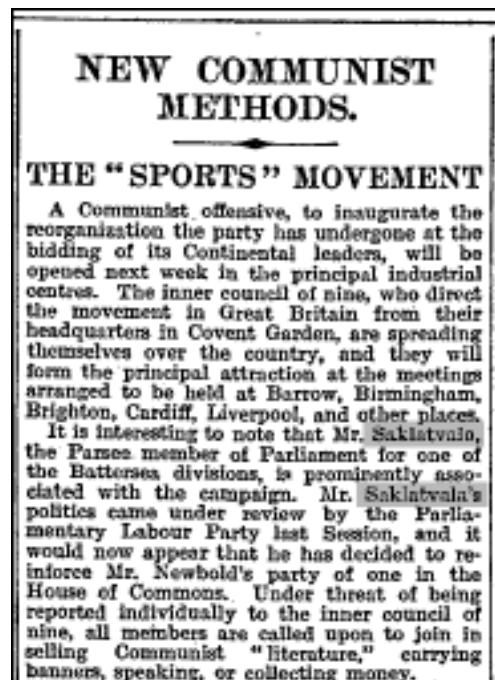 NEW COMMUNIST
METHODS.
THE "SPORTS" MOVEMENT
A Communist offensive, to inaugurate the
reorganization the party has undergone at the
bidding of its Continental leaders, will be
opened next week in the principal industrial
centres. The inner council of nine, who direct
the movement in Great Britain from their
headquarters in Covent Garden, are spreading
themselves over the country, and they will
form the principal attraction at the meetings
arranged to be held at Barrow, Birmingham,
Brighton, Cardiff, Liverpool, and other places.
It is interesting to note that Mr. Saklatvala,
the Parsee member of Parliament for one of
the Battersea divisions, is prominently asso-
ciated with the campaign. Mr. Saklatvala's
politics came under review by the Parlia-
mentary Labour Party last Session, and it
would now appear that he has decided to re-
inforce Mr. Newbold's party of one in the
House of Commons. Under threat of being
reported individually to the inner council of
nine, all members are called upon to join in
selling Communist "literature," carrying
banners, speaking, or collecting money.